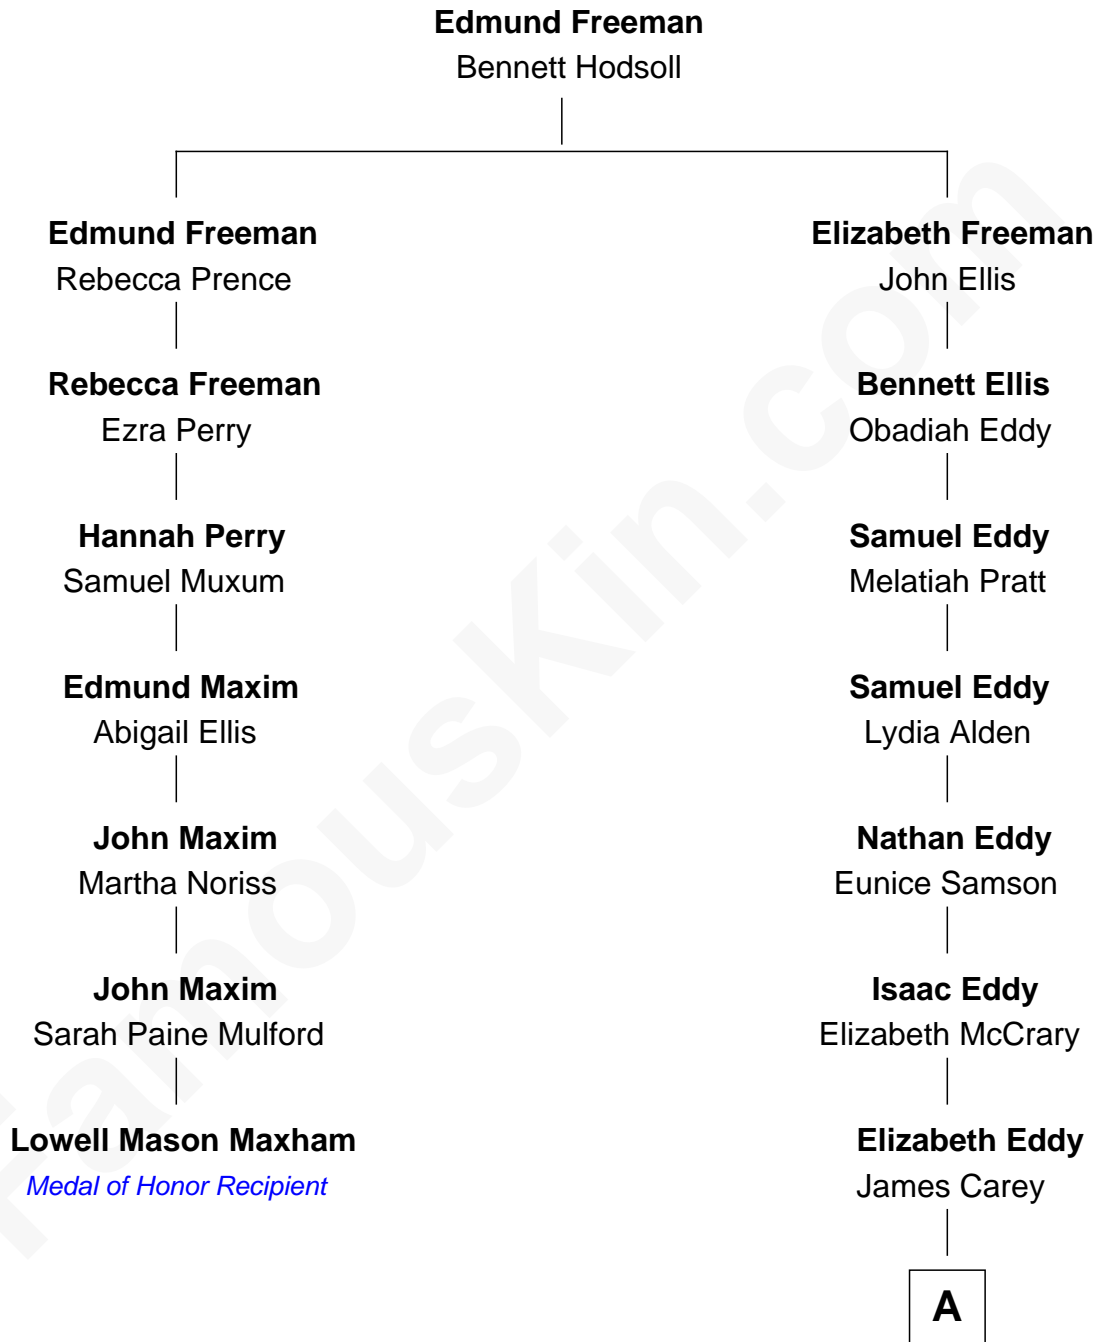 Edmund Freeman
Bennett Hodsoll
Edmund Freeman
Rebecca Prence
Elizabeth Freeman
John Ellis
Rebecca Freeman
Ezra Perry
Bennett Ellis
Obadiah Eddy
Hannah Perry
Samuel Muxum
Samuel Eddy
Melatiah Pratt
Edmund Maxim
Abigail Ellis
Samuel Eddy
Lydia Alden
John Maxim
Martha Noriss
Nathan Eddy
Eunice Samson
John Maxim
Sarah Paine Mulford
Isaac Eddy
Elizabeth McCrary
Lowell Mason Maxham
Medal of Honor Recipient
Elizabeth Eddy
James Carey
A
FamousKin.com